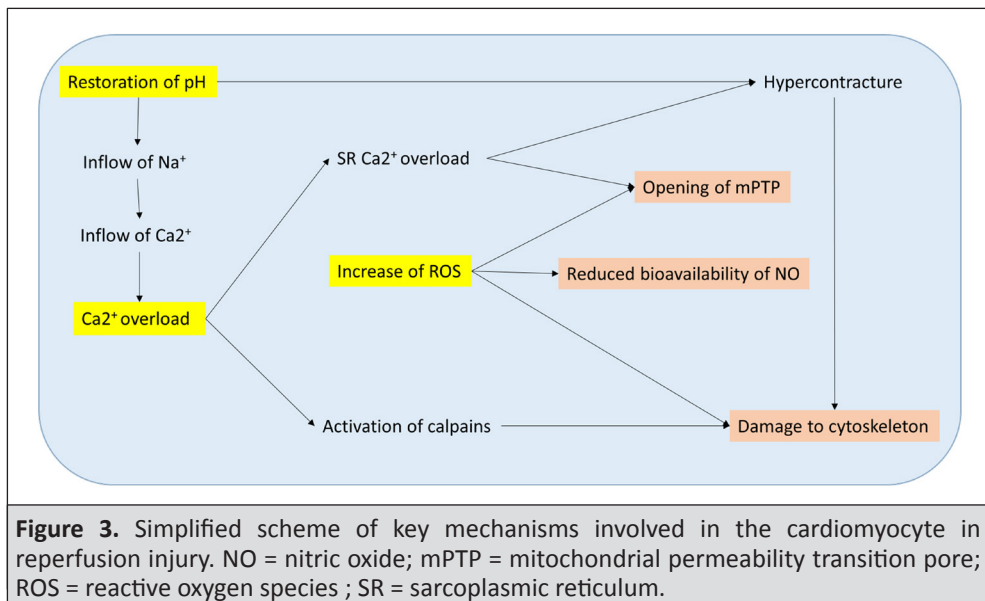 Restoration of pH
Hypercontracture
Inflow of Na⁺
SR Ca2⁺ overload
Opening of mPTP
Inflow of Ca2⁺
Increase of ROS
Reduced bioavailability of NO
Ca2⁺ overload
Activation of calpains
Damage to cytoskeleton
Figure 3. Simplified scheme of key mechanisms involved in the cardiomyocyte in
reperfusion injury. NO = nitric oxide; mPTP = mitochondrial permeability transition pore;
ROS = reactive oxygen species ; SR = sarcoplasmic reticulum.